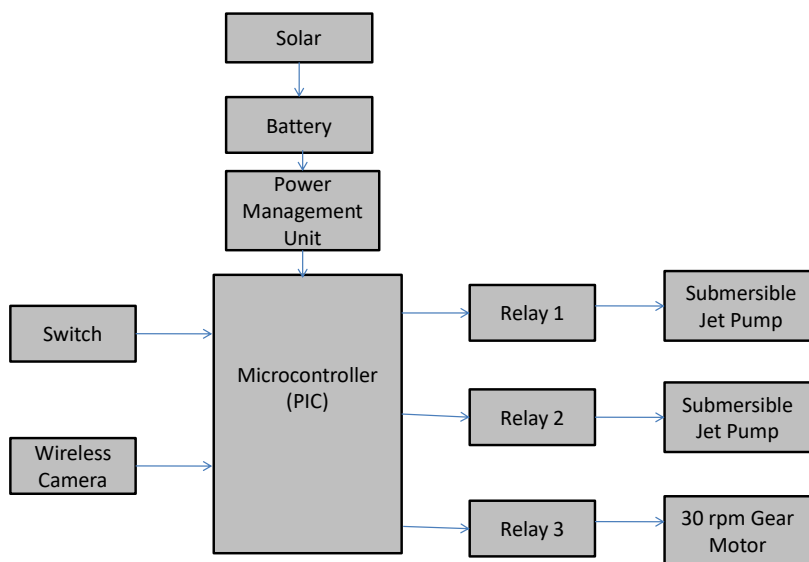 Solar
Battery
Power
Management
Unit
Switch
Wireless
Camera
Microcontroller
(PIC)
Relay 1
Submersible
Jet Pump
Relay 2
Submersible
Jet Pump
Relay 3
30 rpm Gear
Motor